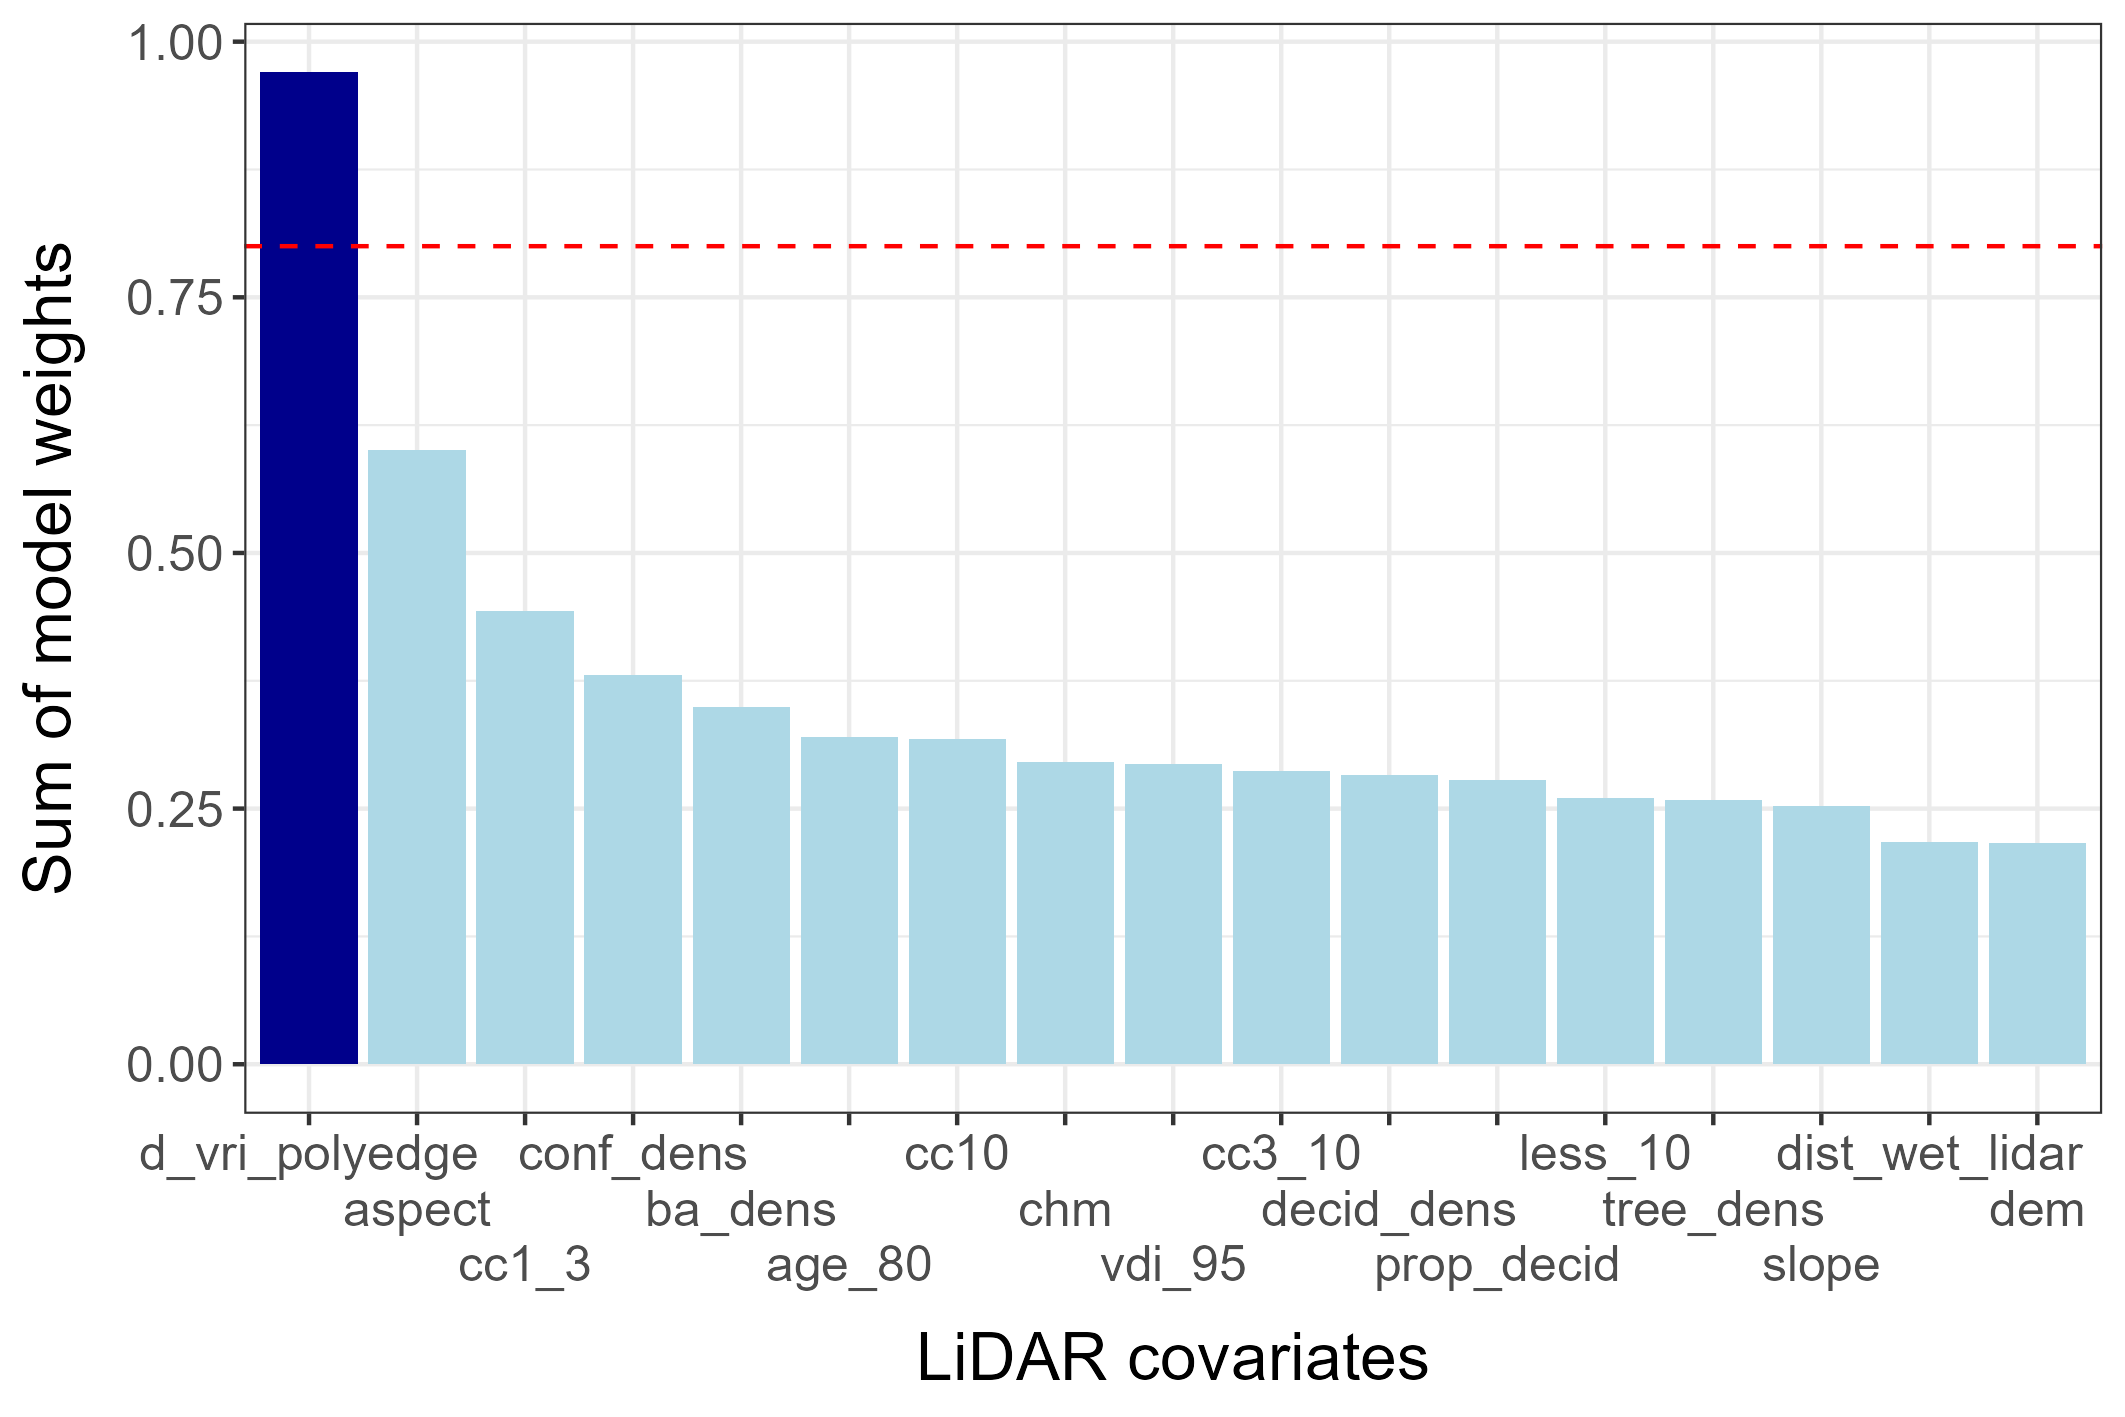 Sum of model weights
1.00
0.75
0.50
0.25
0.00
d_vri_polyedge conf_dens cc10 cc3_10 less_10 dist_wet_lidar
aspect ba_dens chm decid_dens tree_dens dem
cc1_3 age_80 vdi_95 prop_decid slope
LiDAR covariates